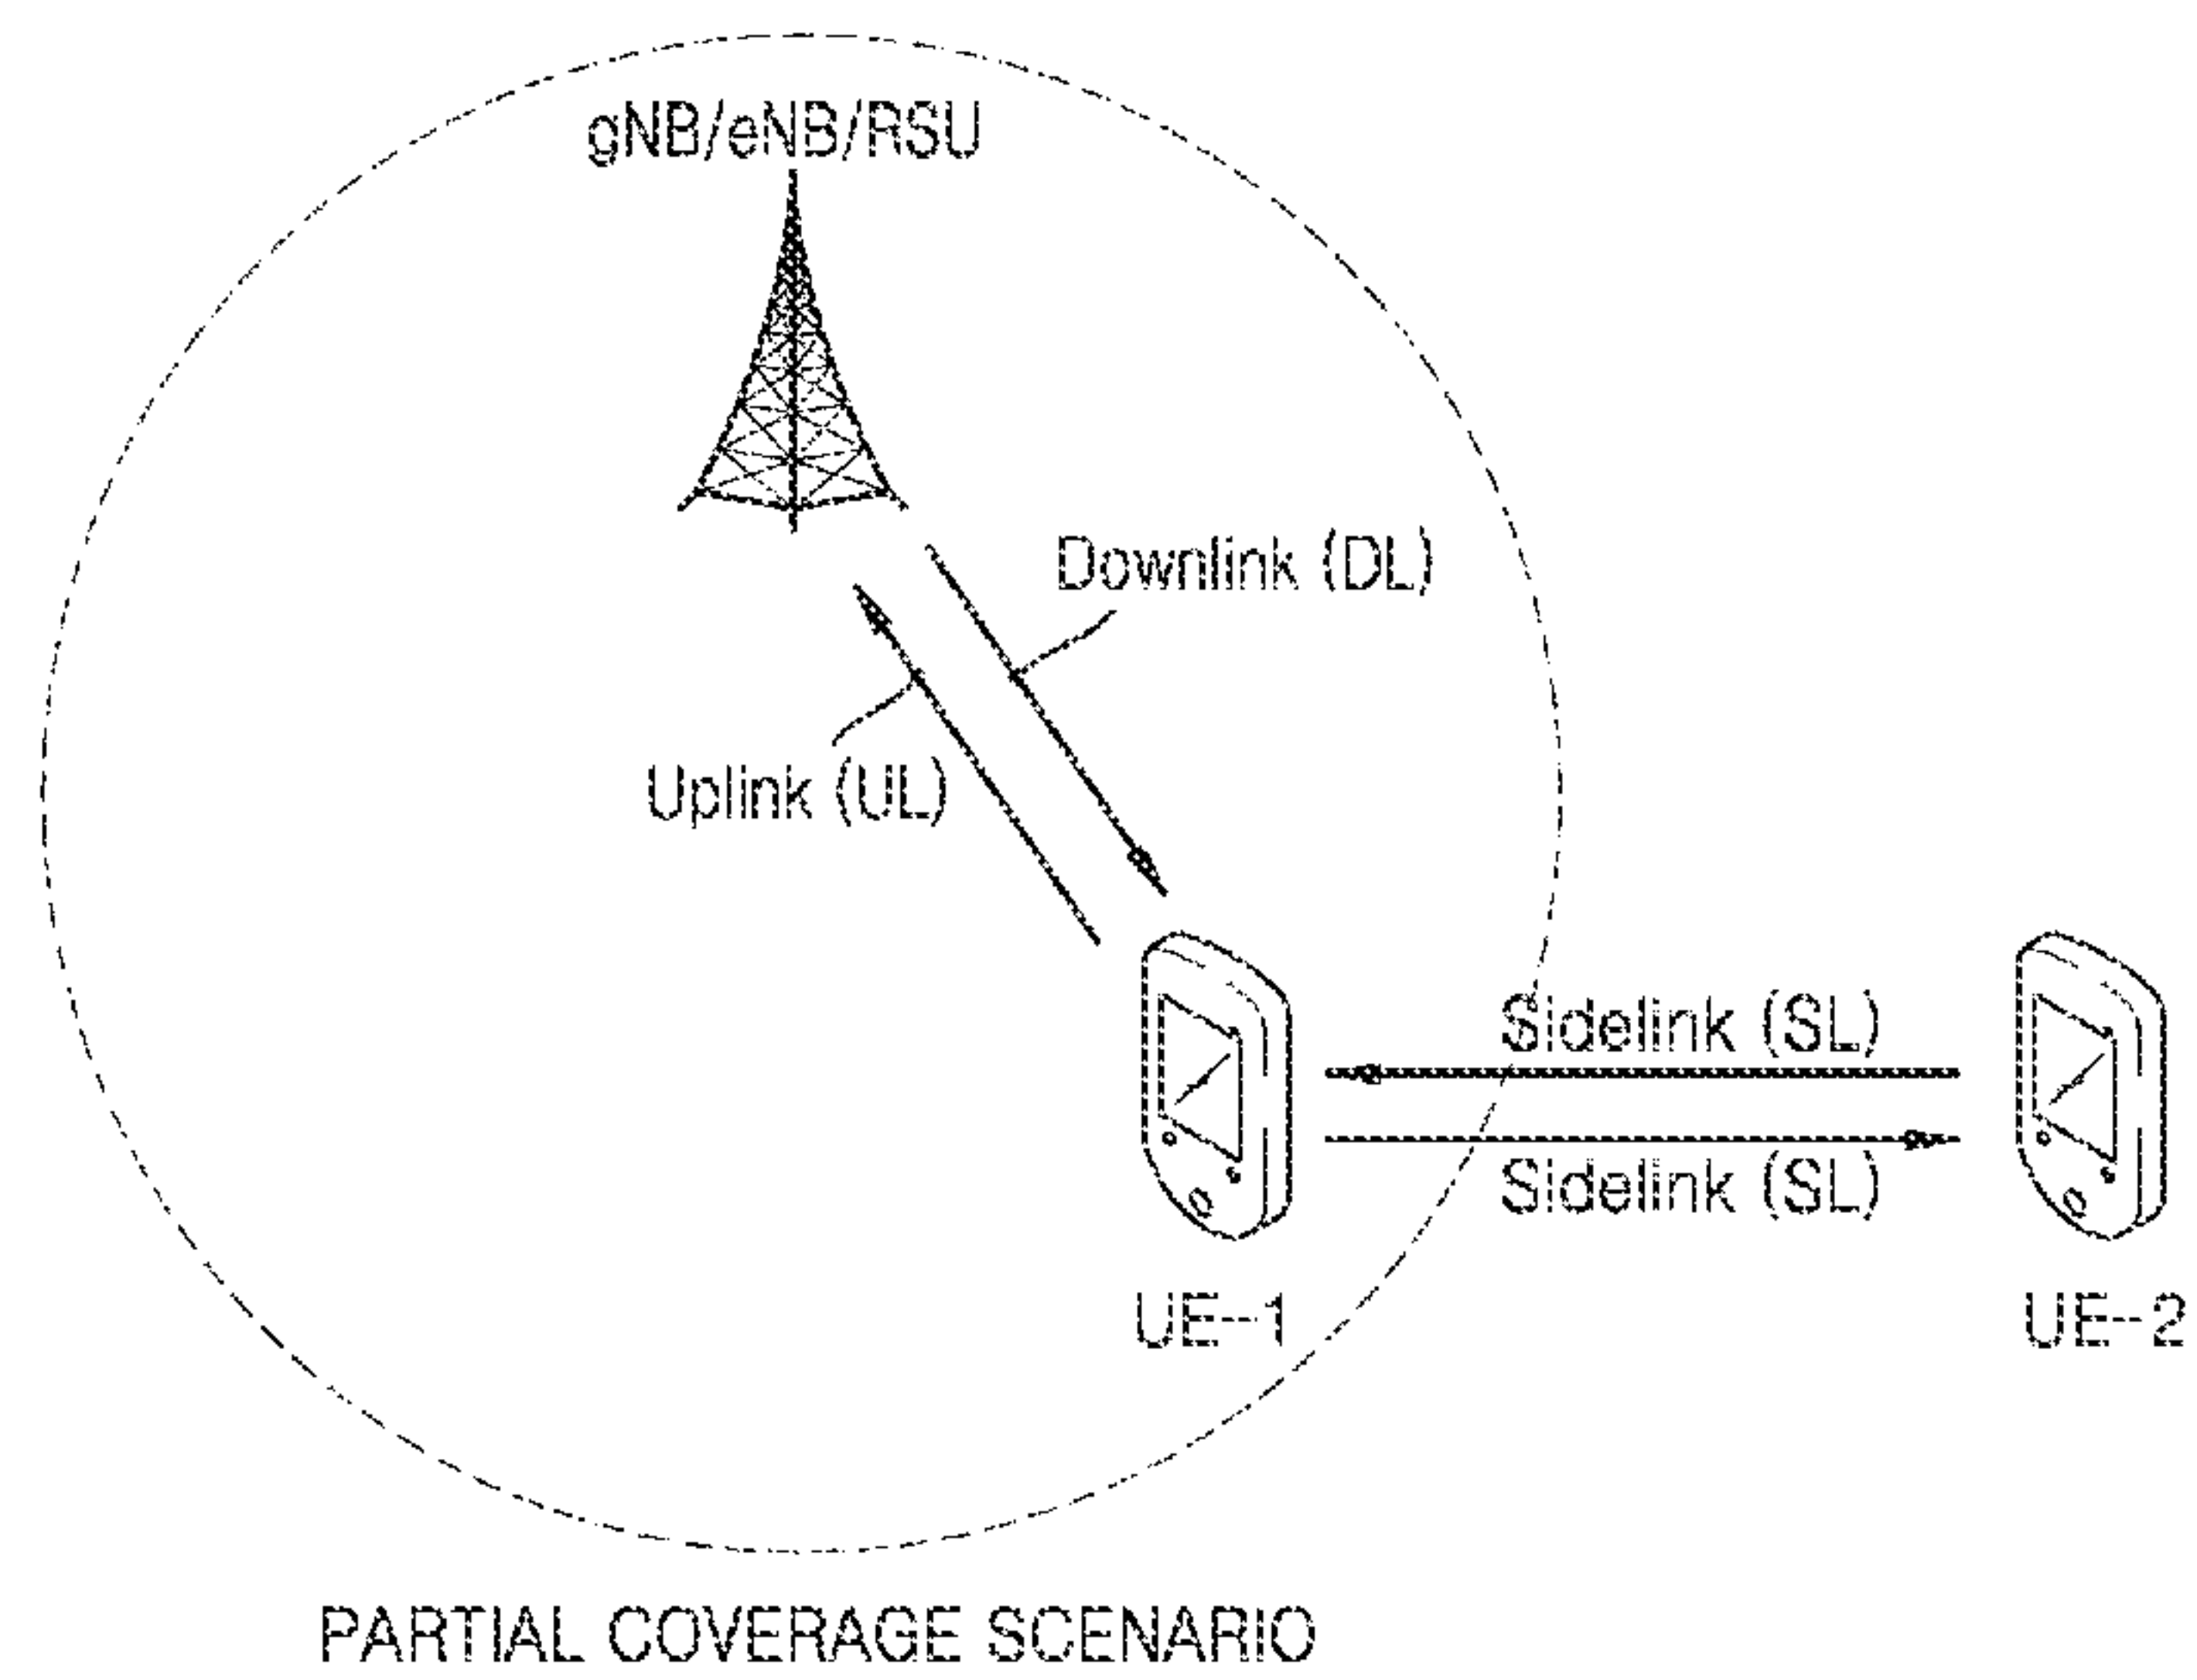 gNB/eNB/RSU
Downlink (DL)
Uplink (UL)
Sidelink (SL)
Sidelink (SL)
UE-1
UE-2
PARTIAL COVERAGE SCENARIO